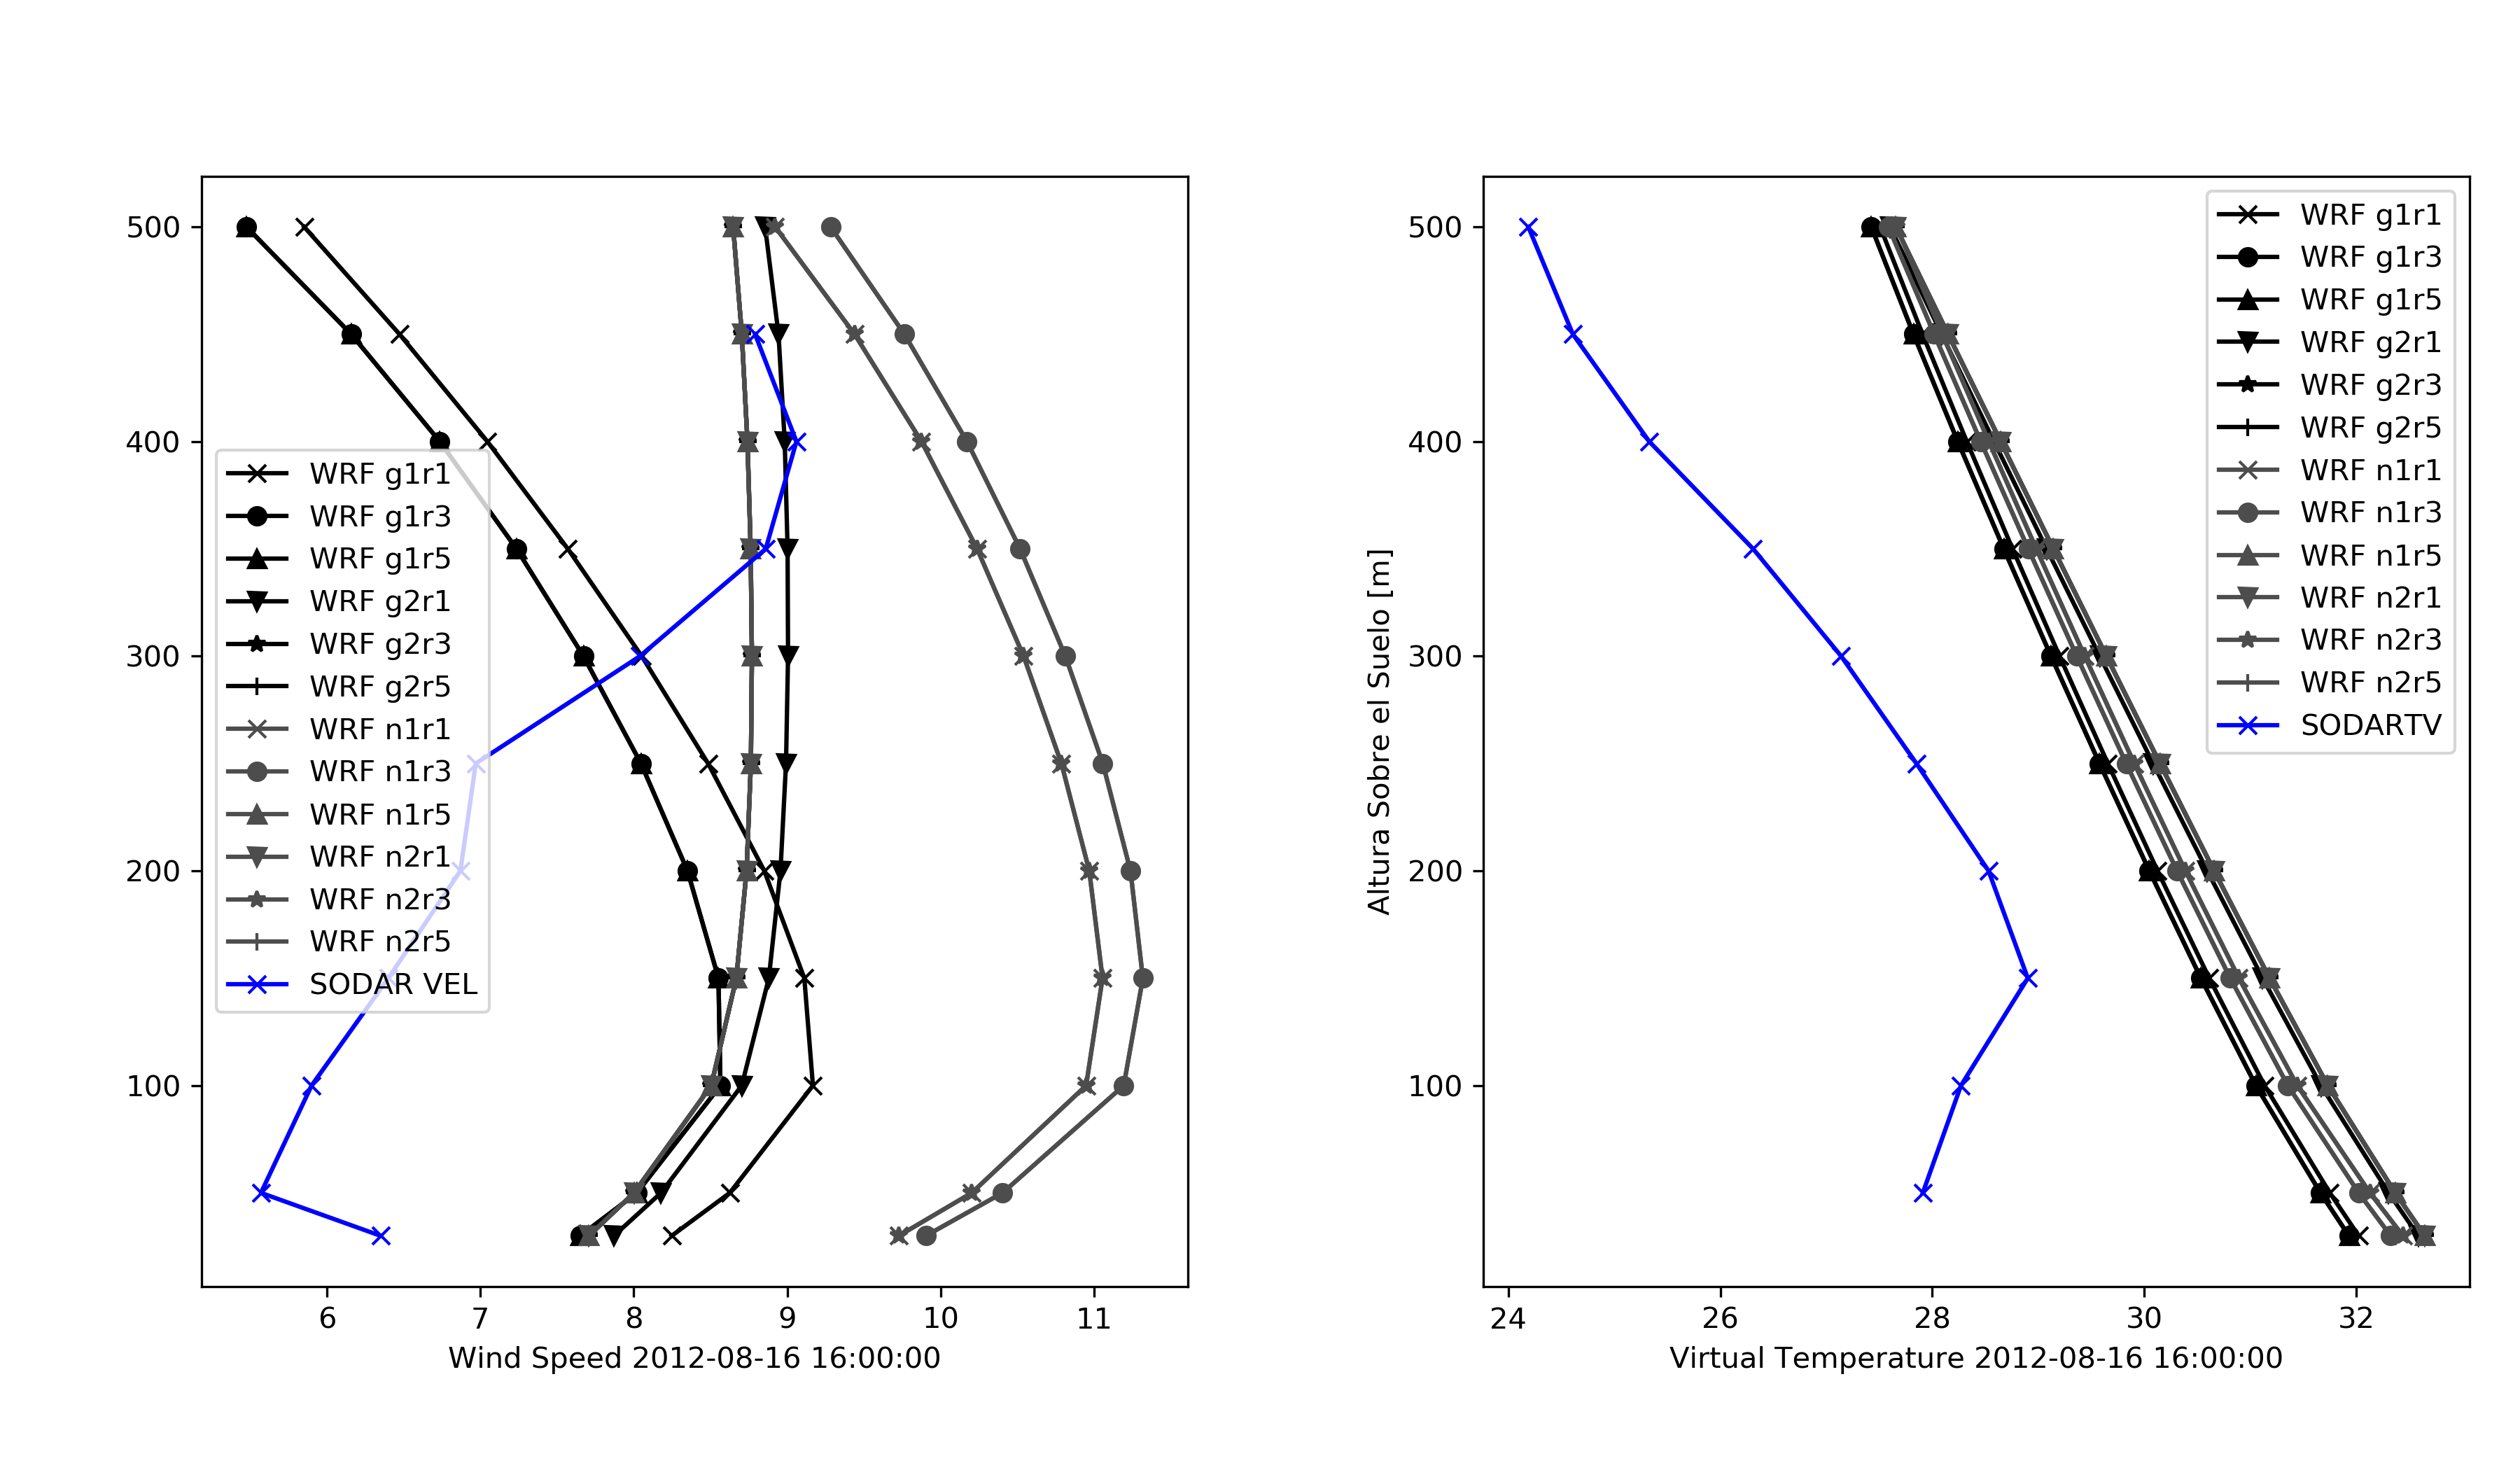 500
400
300
200
100
WRF g1r1
WRF g1r3
WRF g1r5
WRF g2r1
WRF g2r3
WRF g2r5
WRF n1r1
WRF n1r3
WRF n1r5
WRF n2r1
WRF n2r3
WRF n2r5
SODAR VEL
6 7 8 9 10 11
Wind Speed 2012-08-16 16:00:00
Altura Sobre el Suelo [m]
500
400
300
200
100
WRF g1r1
WRF g1r3
WRF g1r5
WRF g2r1
WRF g2r3
WRF g2r5
WRF n1r1
WRF n1r3
WRF n1r5
WRF n2r1
WRF n2r3
WRF n2r5
SODARTV
24 26 28 30 32
Virtual Temperature 2012-08-16 16:00:00